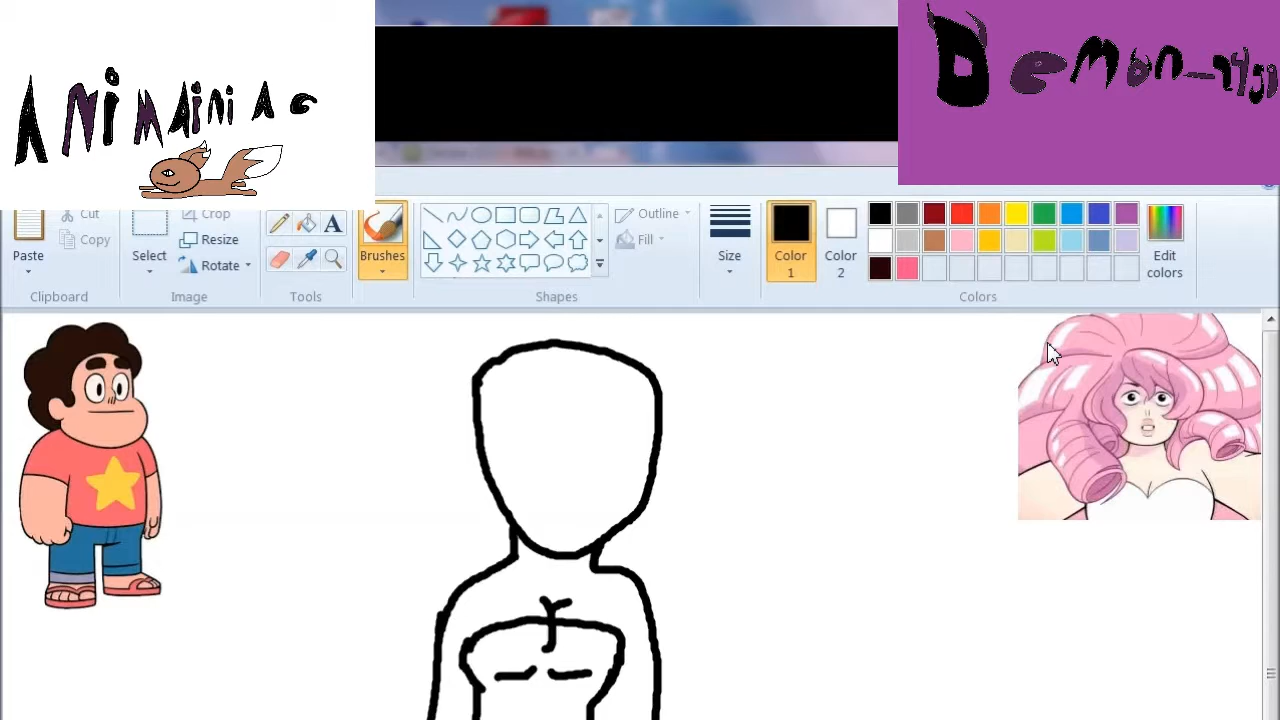 ANiMAiNiAC
Demon_
Cut
Copy
Paste
Clipboard
Crop
Resize
Rotate
Select
Image
A
Tools
Brushes
Outline
Fill
Shapes
Size
Color
1
Color
2
Edit
colors
Colors